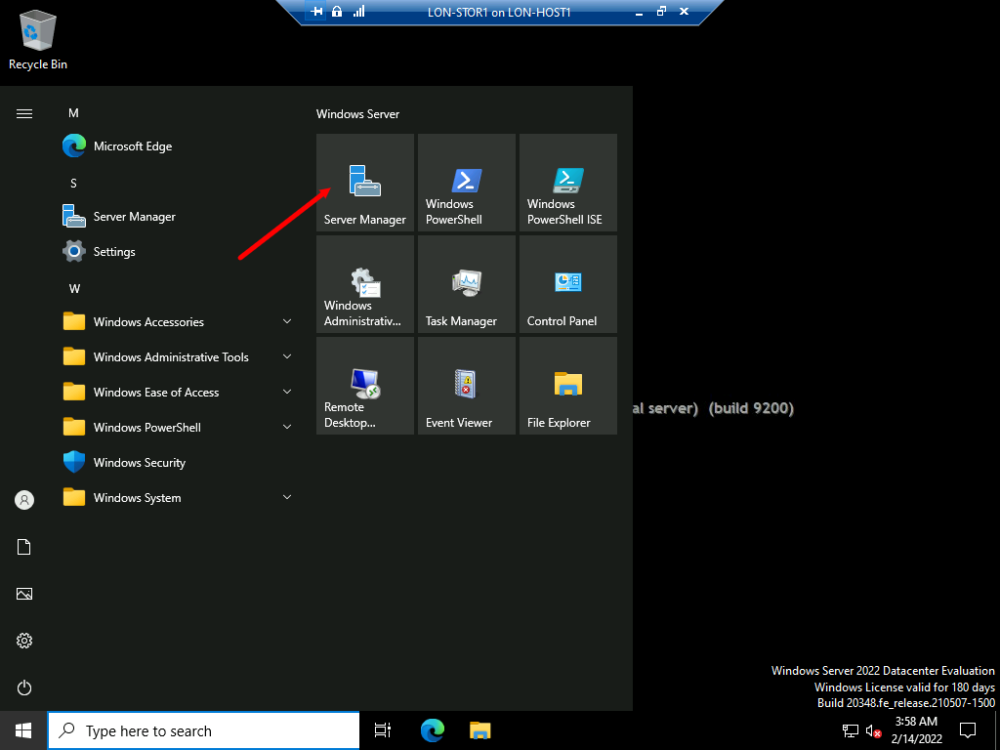 LON-STOR1 on LON-HOST1
Recycle Bin
M
Microsoft Edge
S
Server Manager
Settings
W
Windows Accessories
Windows Administrative Tools
Windows Ease of Access
Windows PowerShell
Windows Security
Windows System
Windows Server
Server Manager
Windows
PowerShell
Windows
PowerShell ISE
Windows
Administrativ...
Task Manager
Control Panel
Remote
Desktop...
Event Viewer
File Explorer
al server) (build 9200)
Windows Server 2022 Datacenter Evaluation
Windows License valid for 180 days
Build 20348.fe_release.210507-1500
Type here to search
3:58 AM
2/14/2022